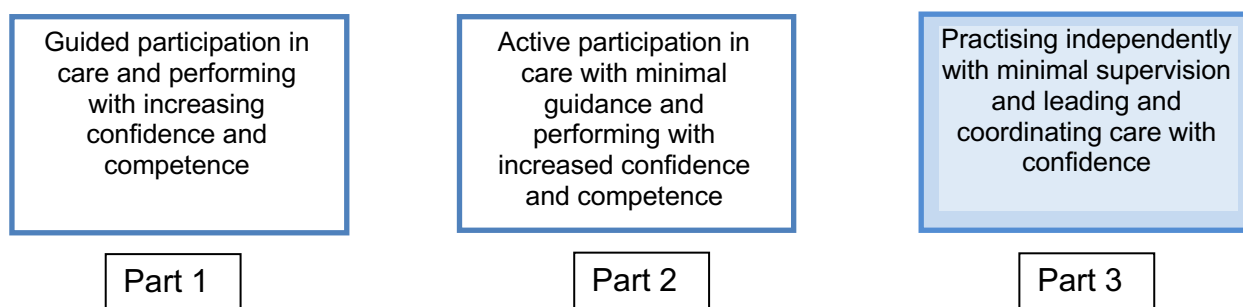 Guided participation in
care and performing
with increasing
confidence and
competence
Active participation in
care with minimal
guidance and
performing with
increased confidence
and competence
Practising independently
with minimal supervision
and leading and
coordinating care with
confidence
Part 1
Part 2
Part 3